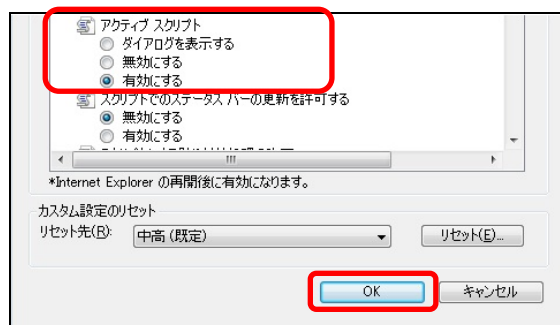 アクティブ スクリプト
ダイアログを表示する
無効にする
有効にする
スクリプトでのステータス バーの更新を許可する
無効にする
有効にする
*Internet Explorer の再開後に有効になります。
カスタム設定のリセット
リセット先(R): 中高 (既定) リセット(E)...
OK キャンセル